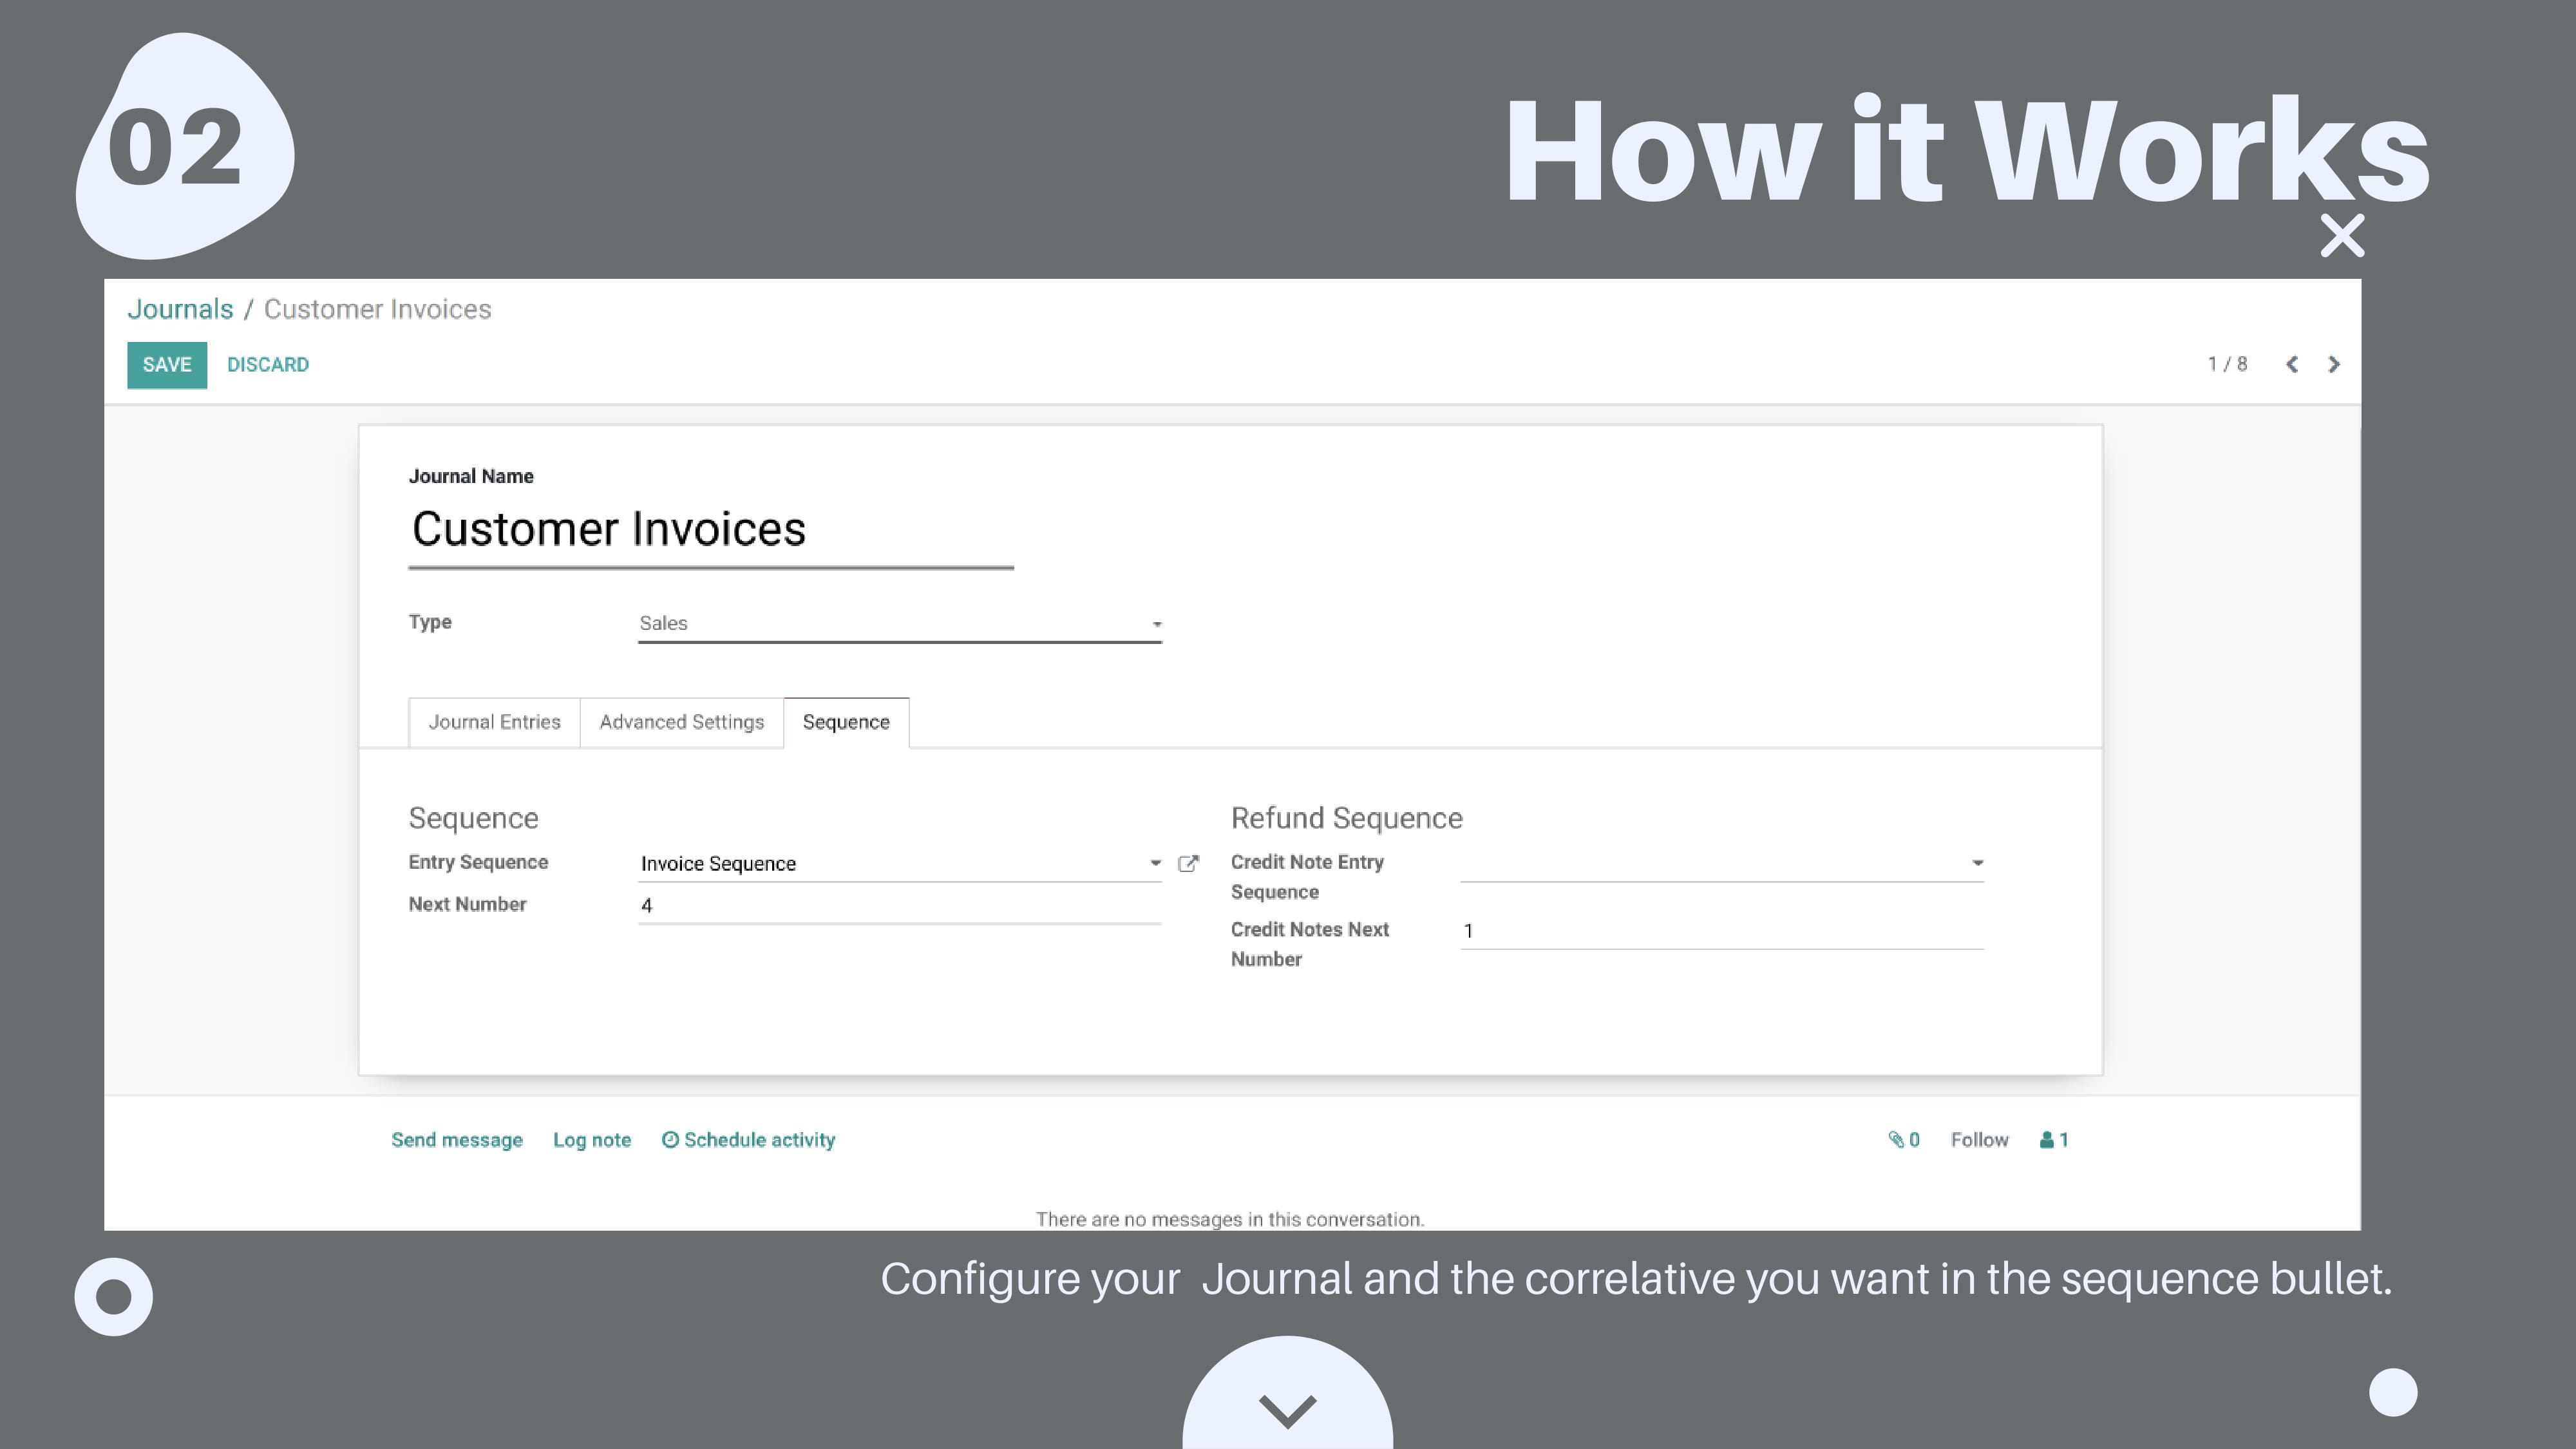 02
How it Works
Journals / Customer Invoices
SAVE DISCARD
1 / 8
Journal Name
Customer Invoices
Type Sales
Journal Entries Advanced Settings Sequence
Sequence
Entry Sequence Invoice Sequence
Next Number 4
Refund Sequence
Credit Note Entry
Sequence
Credit Notes Next
Number
1
Send message Log note Schedule activity
0 Follow 1
There are no messages in this conversation.
Configure your  Journal and the correlative you want in the sequence bullet.